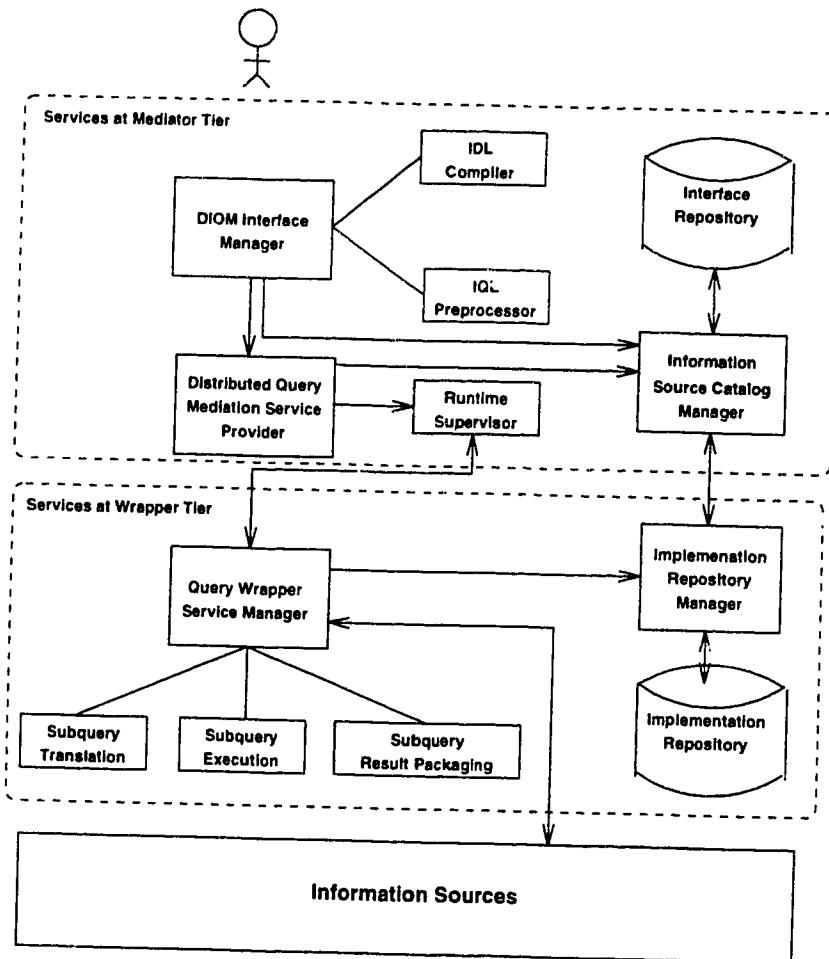 Services at Mediator Tier
IDL
Compiler
DIOM Interface
Manager
Interface
Repository
IQL
Preprocessor
Information
Source Catalog
Manager
Distributed Query
Mediation Service
Provider
Runtime
Supervisor
Services at Wrapper Tier
Query Wrapper
Service Manager
Implemenation
Repository
Manager
Subquery
Translation
Subquery
Execution
Subquery
Result Packaging
Implementation
Repository
Information Sources